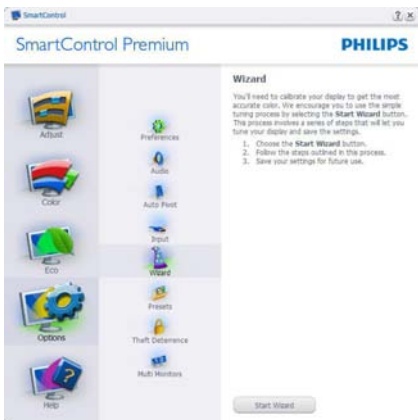 SmartControl
SmartControl Premium
PHILIPS
Adjust
Color
Eco
Options
Help
Preferences
Audio
Auto Pivot
Input
Wizard
Presets
Theft Deterrence
Multi Monitors
Wizard
You'll need to calibrate your display to get the most
accurate color. We encourage you to use the simple
tuning process by selecting the Start Wizard button.
This process involves a series of steps that will let you
tune your display and save the settings.
1. Choose the Start Wizard button.
2. Follow the steps outlined in this process.
3. Save your settings for future use.
Start Wizard